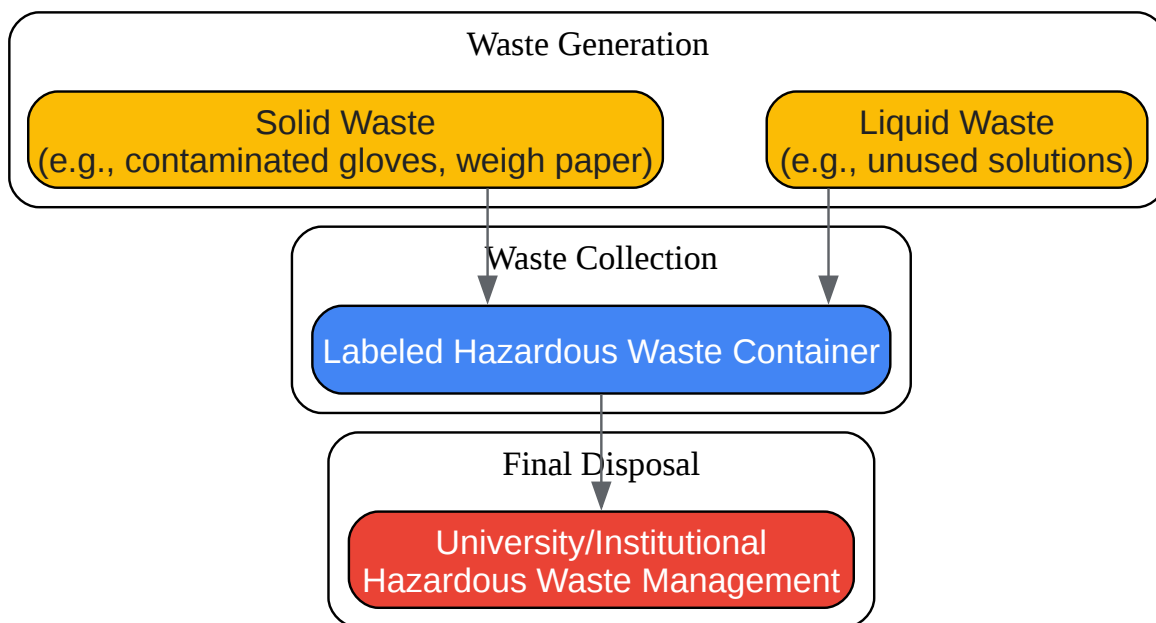 Waste Generation
Solid Waste
(e.g., contaminated gloves, weigh paper)
Liquid Waste
(e.g., unused solutions)
Waste Collection
Labeled Hazardous Waste Container
Final Disposal
University/Institutional
Hazardous Waste Management